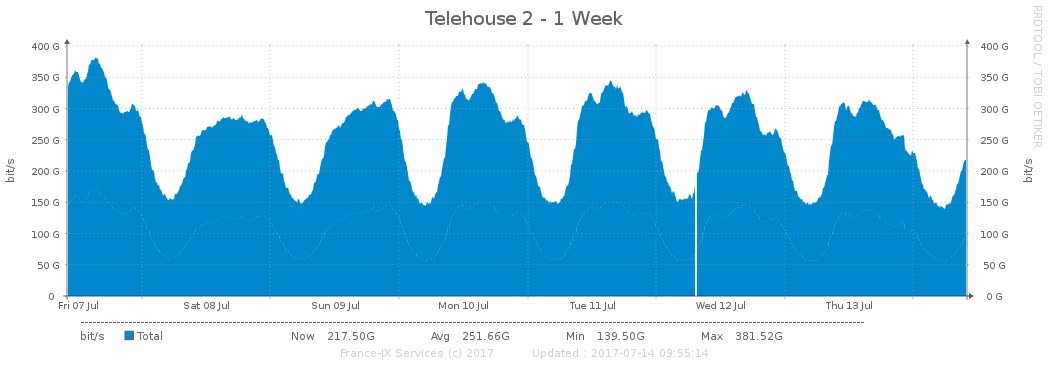 Telehouse 2 - 1 Week
RRDTOOL / TOBI OETIKER
bit/s
400 G 400 G
350 G 350 G
300 G 300 G
250 G 250 G
200 G 200 G
150 G 150 G
100 G 100 G
50 G 50 G
0 0 G
bit/s
Fri 07 Jul Sat 08 Jul Sun 09 Jul Mon 10 Jul Tue 11 Jul Wed 12 Jul Thu 13 Jul
bit/s Total Now 217.50G Avg 251.66G Min 139.50G Max 381.52G
France-IX Services (c) 2017 Updated : 2017-07-14 09:55:14